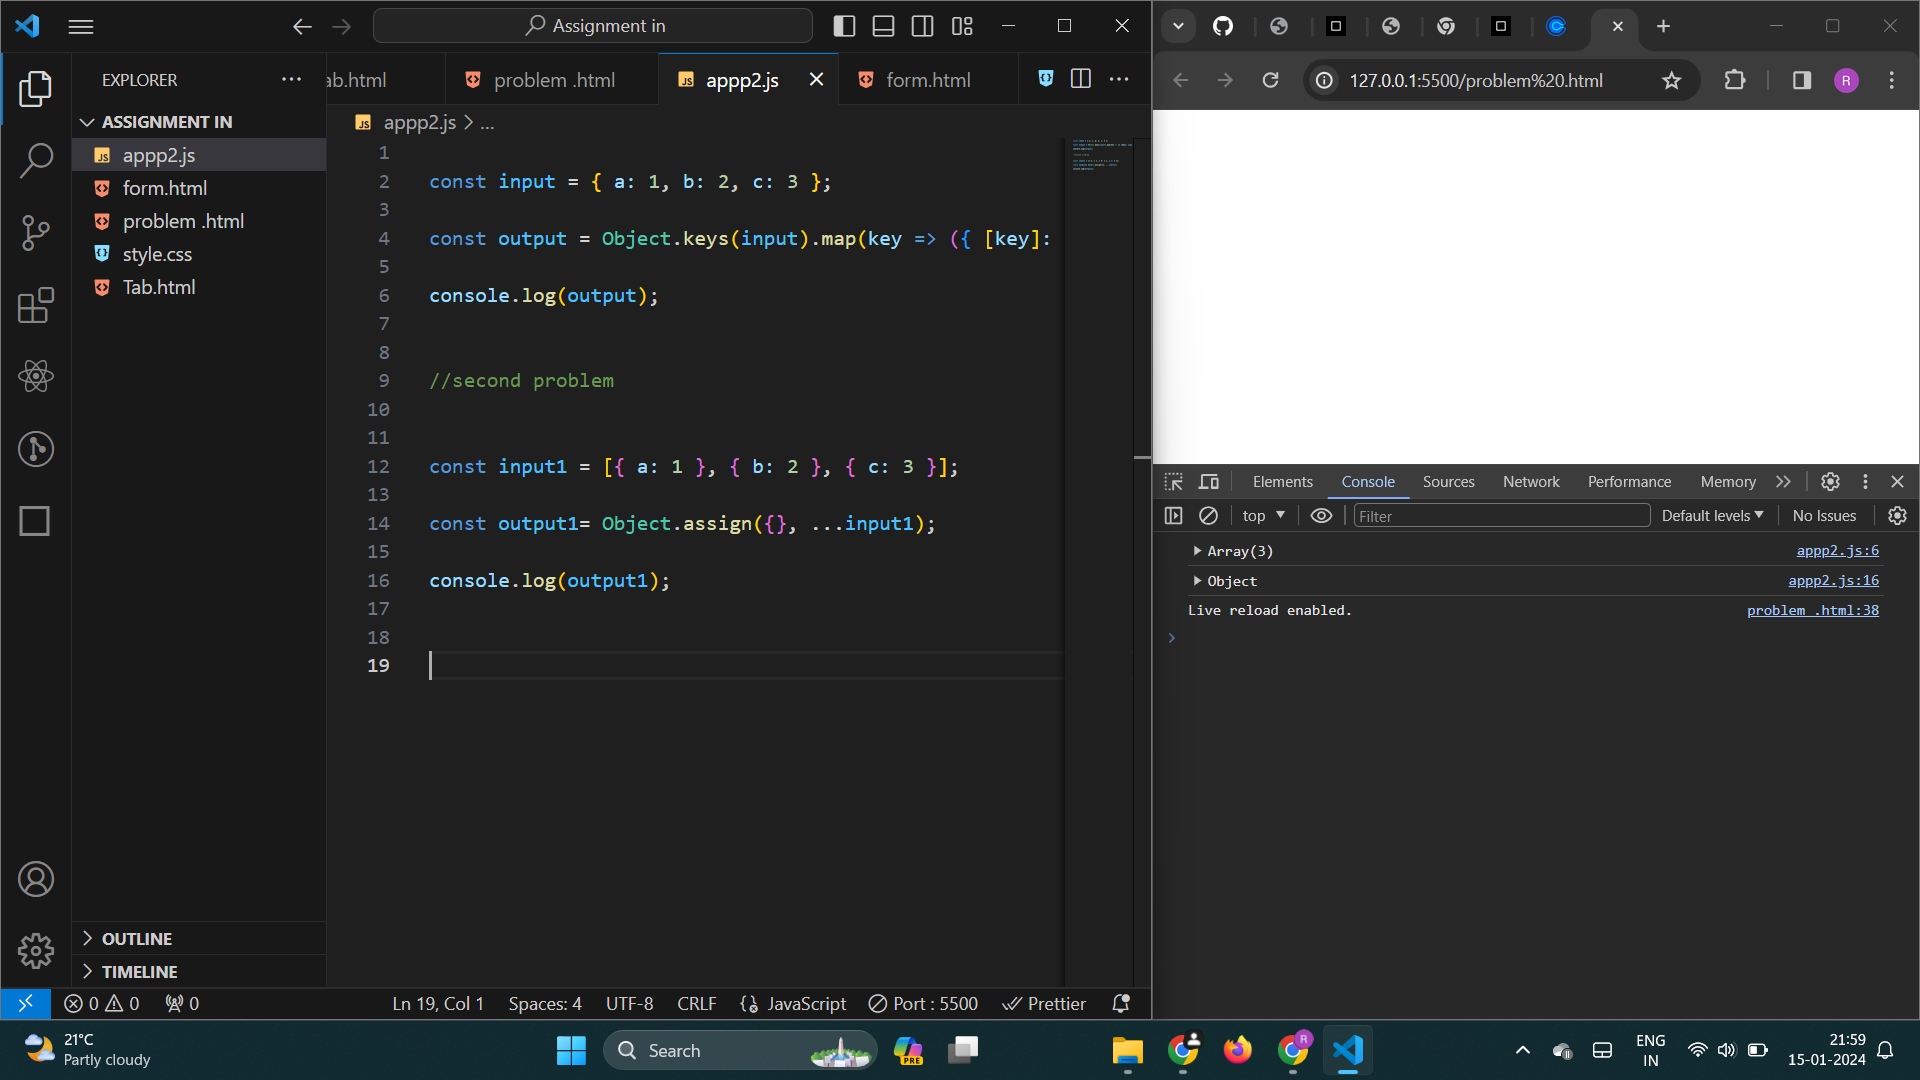 Assignment in
EXPLORER
ab.html
problem .html
appp2.js
form.html
ASSIGNMENT IN
appp2.js
form.html
problem .html
style.css
Tab.html
OUTLINE
TIMELINE
appp2.js > ...
1
2 const input = { a: 1, b: 2, c: 3 };
3
4 const output = Object.keys(input).map(key => ({ [key]:
5
6 console.log(output);
7
8
9 //second problem
10
11
12 const input1 = [{ a: 1 }, { b: 2 }, { c: 3 }];
13
14 const output1= Object.assign({}, ...input1);
15
16 console.log(output1);
17
18
19
0 0 0 Ln 19, Col 1 Spaces: 4 UTF-8 CRLF JavaScript Port : 5500 Prettier
127.0.0.1:5500/problem%20.html
R
Elements Console Sources Network Performance Memory
top Filter Default levels No Issues
Array(3) appp2.js:6
Object appp2.js:16
Live reload enabled. problem .html:38
21°C
Partly cloudy
Search
PRE
R
ENG
IN
21:59
15-01-2024